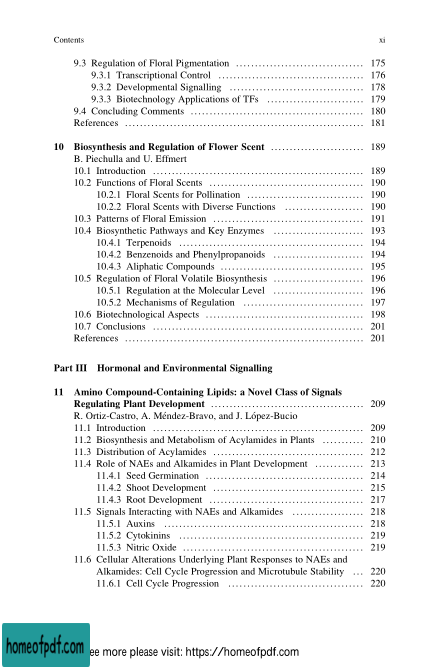 Contents xi
9.3 Regulation of Floral Pigmentation .................................. 175
9.3.1 Transcriptional Control ...................................... 176
9.3.2 Developmental Signalling .................................... 178
9.3.3 Biotechnology Applications of TFs ......................... 179
9.4 Concluding Comments ............................................. 180
References ............................................................... 181
10 Biosynthesis and Regulation of Flower Scent ........................ 189
B. Piechulla and U. Effmert
10.1 Introduction ........................................................ 189
10.2 Functions of Floral Scents ......................................... 190
10.2.1 Floral Scents for Pollination ............................... 190
10.2.2 Floral Scents with Diverse Functions .................... 190
10.3 Patterns of Floral Emission ........................................ 191
10.4 Biosynthetic Pathways and Key Enzymes ....................... 193
10.4.1 Terpenoids .................................................. 194
10.4.2 Benzenoids and Phenylpropanoids ....................... 194
10.4.3 Aliphatic Compounds ...................................... 195
10.5 Regulation of Floral Volatile Biosynthesis ....................... 196
10.5.1 Regulation at the Molecular Level ....................... 196
10.5.2 Mechanisms of Regulation ................................ 197
10.6 Biotechnological Aspects ........................................... 198
10.7 Conclusions ........................................................ 201
References ............................................................... 201
Part III Hormonal and Environmental Signalling
11 Amino Compound-Containing Lipids: a Novel Class of Signals
Regulating Plant Development ......................................... 209
R. Ortiz-Castro, A. Méndez-Bravo, and J. López-Bucio
11.1 Introduction ........................................................ 209
11.2 Biosynthesis and Metabolism of Acylamides in Plants ........... 210
11.3 Distribution of Acylamides ........................................ 212
11.4 Role of NAEs and Alkamides in Plant Development ............. 213
11.4.1 Seed Germination .......................................... 214
11.4.2 Shoot Development ........................................ 215
11.4.3 Root Development ......................................... 217
11.5 Signals Interacting with NAEs and Alkamides ................... 218
11.5.1 Auxins ...................................................... 218
11.5.2 Cytokinins .................................................. 219
11.5.3 Nitric Oxide ................................................ 219
11.6 Cellular Alterations Underlying Plant Responses to NAEs and
Alkamides: Cell Cycle Progression and Microtubule Stability ... 220
11.6.1 Cell Cycle Progression .................................... 220
homeofpdf.com
ee more please visit: https://homeofpdf.com